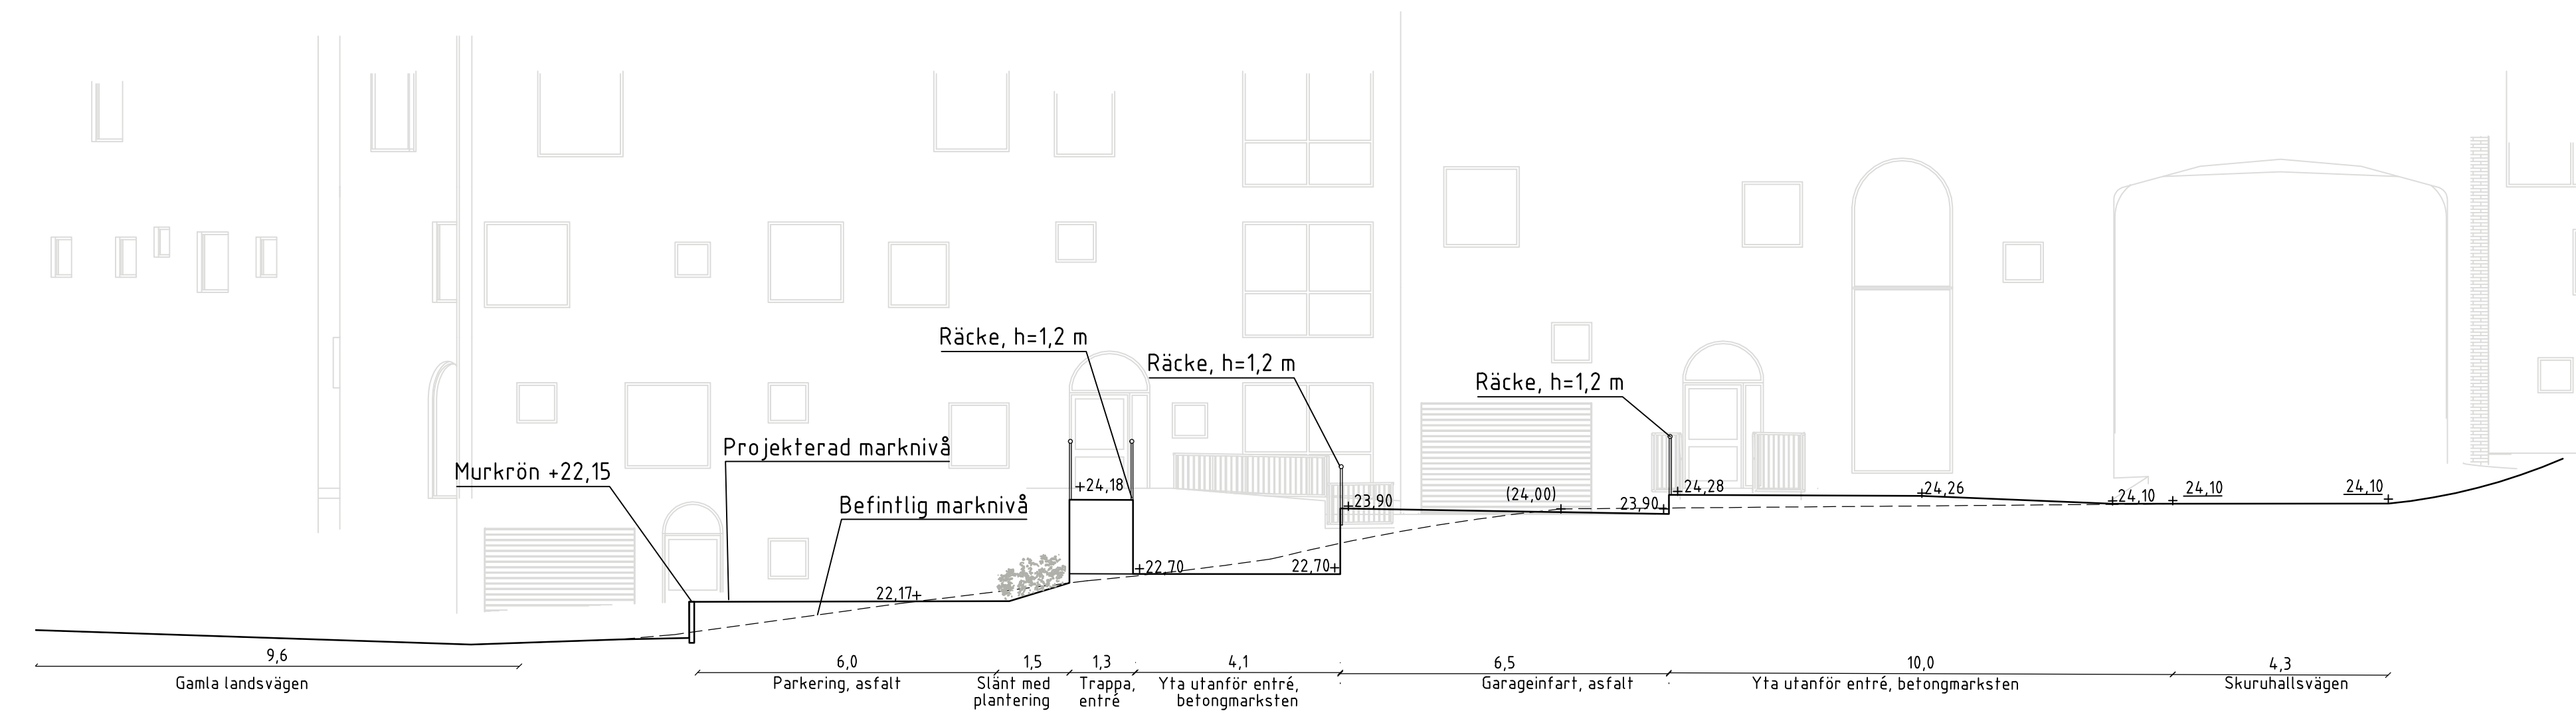 Räcke, h=1,2 m
Räcke, h=1,2 m
Räcke, h=1,2 m
Projekterad marknivå
Murkrön +22,15
Befintlig marknivå
+24,18
+23,90
(24,00)
23,90+
+24,28
+24,26
+24,10
24,10
24,10
+22,70
22,70+
22,17+
9,6
6,0
1,5
1,3
4,1
6,5
10,0
4,3
Gamla landsvägen
Parkering, asfalt
Slänt med
plantering
Trappa,
entré
Yta utanför entré,
betongmarksten
Garageinfart, asfalt
Yta utanför entré, betongmarksten
Skuruhallsvägen